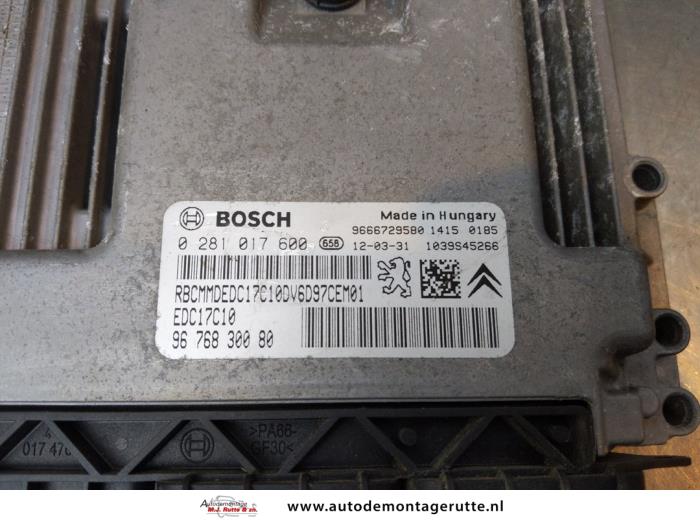 BOSCH
Made in Hungary
9666729580 1415 0185
0 281 017 600 658 12-03-31 1039S45266
RBCMMDEDC17C10DV6D97CEM01
EDC17C10
96 768 300 80
017 476
>PA66-
GF30<
Autodemontage
M.J. Rutte & zn.
www.autodemontagerutte.nl